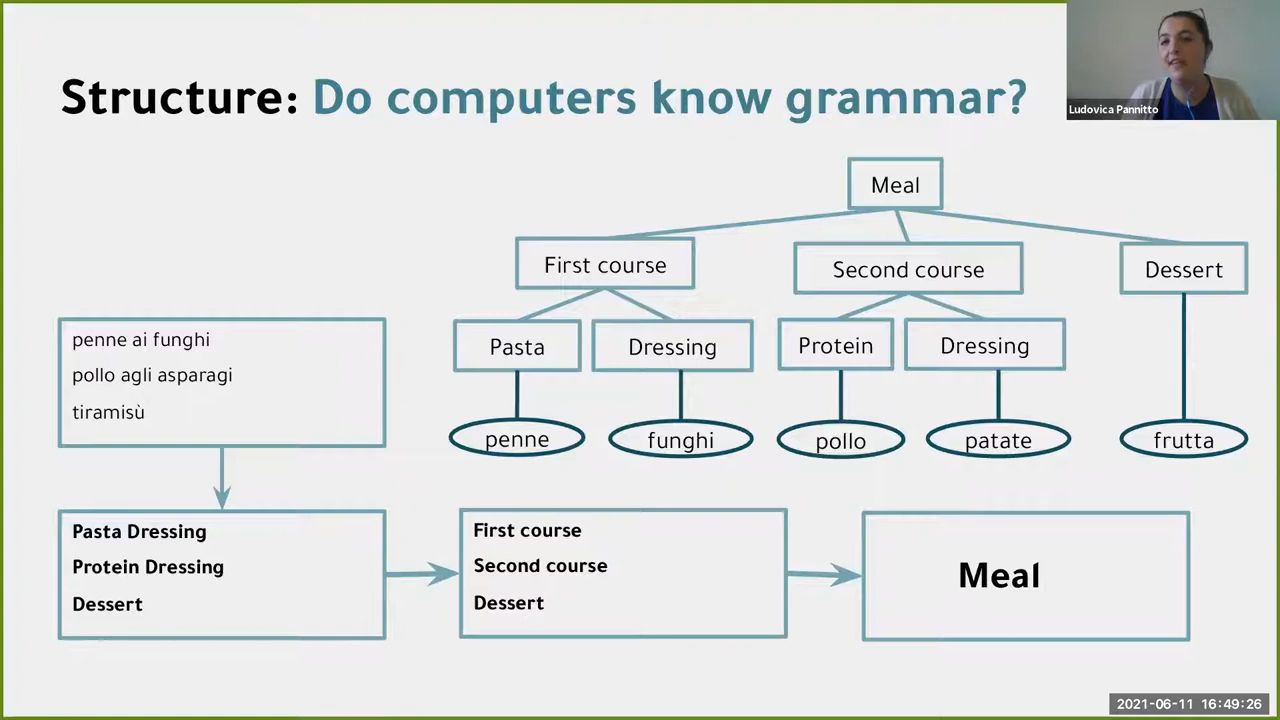 Structure: Do computers know grammar?
Ludovica Pannitto
Meal
First course
Second course
Dessert
Pasta
Dressing
Protein
Dressing
penne
funghi
pollo
patate
frutta
penne ai funghi
pollo agli asparagi
tiramisù
Pasta Dressing
Protein Dressing
Dessert
First course
Second course
Dessert
Meal
2021-06-11 16:49:26